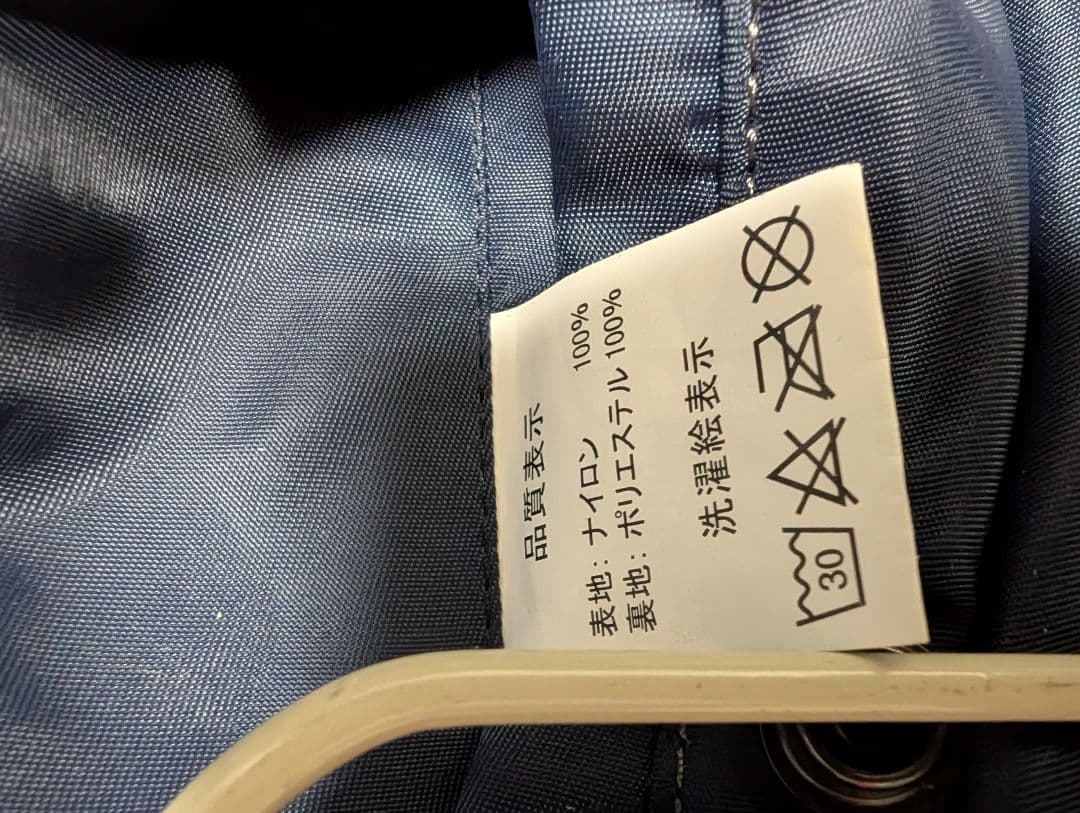 品質表示
表地: ナイロン 100%
裏地: ポリエステル 100%
洗濯絵表示
30